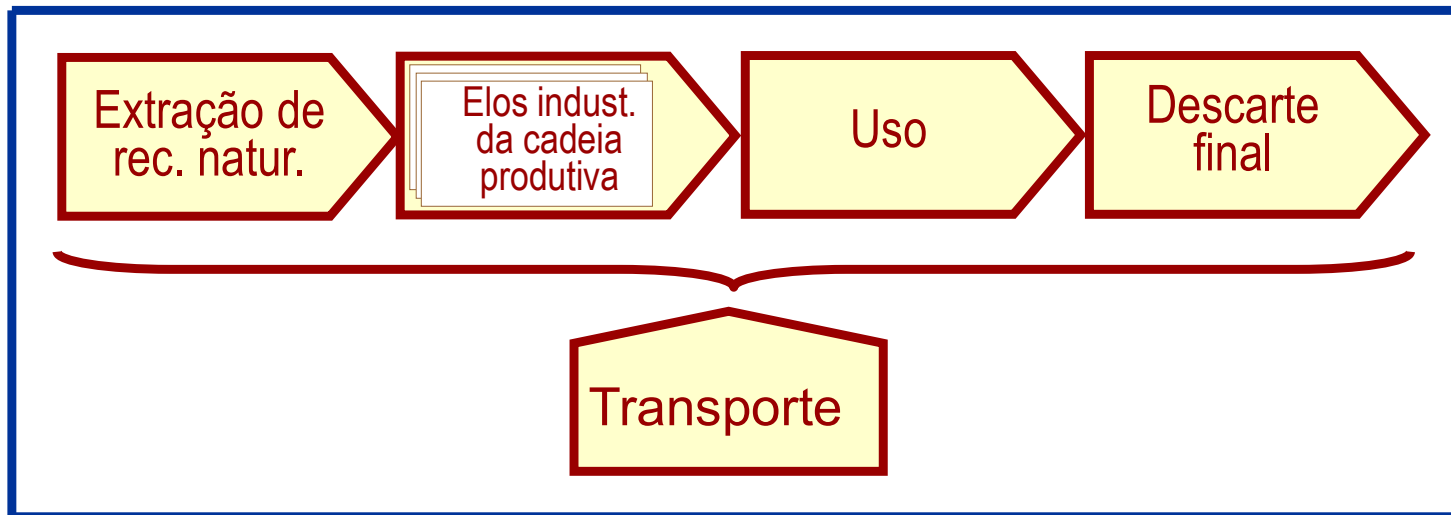 Extração de
rec. natur.
Elos indust.
da cadeia
produtiva
Uso
Descarte
final
Transporte